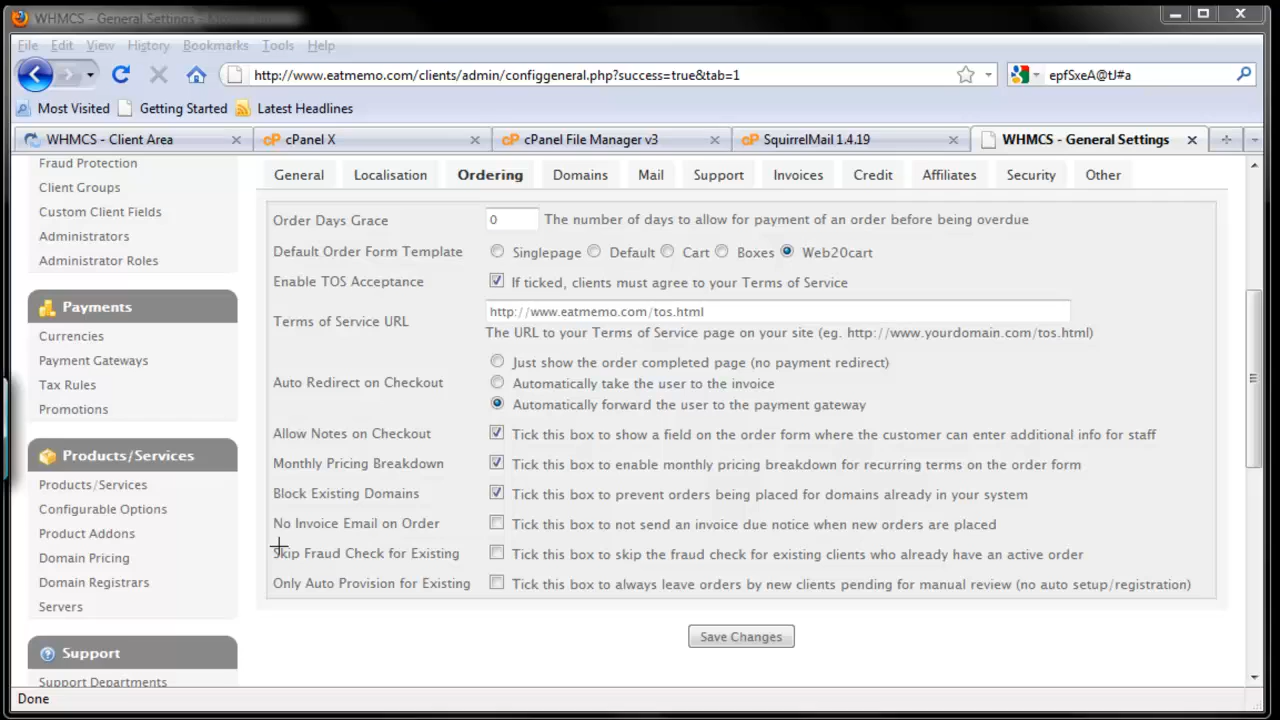 WHMCS - General Settings
File Edit View History Bookmarks Tools Help
http://www.eatmemo.com/clients/admin/configgeneral.php?success=true&tab=1
epfSxeA@tJ#a
Most Visited Getting Started Latest Headlines
WHMCS - Client Area
cPanel X
cPanel File Manager v3
SquirrelMail 1.4.19
WHMCS - General Settings
Fraud Protection
Client Groups
Custom Client Fields
Administrators
Administrator Roles
Payments
Currencies
Payment Gateways
Tax Rules
Promotions
Products/Services
Products/Services
Configurable Options
Product Addons
Domain Pricing
Domain Registrars
Servers
Support
Support Departments
General Localisation Ordering Domains Mail Support Invoices Credit Affiliates Security Other
Order Days Grace 0 The number of days to allow for payment of an order before being overdue
Default Order Form Template Singlepage Default Cart Boxes Web20cart
Enable TOS Acceptance If ticked, clients must agree to your Terms of Service
Terms of Service URL http://www.eatmemo.com/tos.html
The URL to your Terms of Service page on your site (eg. http://www.yourdomain.com/tos.html)
Auto Redirect on Checkout Just show the order completed page (no payment redirect)
Automatically take the user to the invoice
Automatically forward the user to the payment gateway
Allow Notes on Checkout Tick this box to show a field on the order form where the customer can enter additional info for staff
Monthly Pricing Breakdown Tick this box to enable monthly pricing breakdown for recurring terms on the order form
Block Existing Domains Tick this box to prevent orders being placed for domains already in your system
No Invoice Email on Order Tick this box to not send an invoice due notice when new orders are placed
Skip Fraud Check for Existing Tick this box to skip the fraud check for existing clients who already have an active order
Only Auto Provision for Existing Tick this box to always leave orders by new clients pending for manual review (no auto setup/registration)
Save Changes
Done